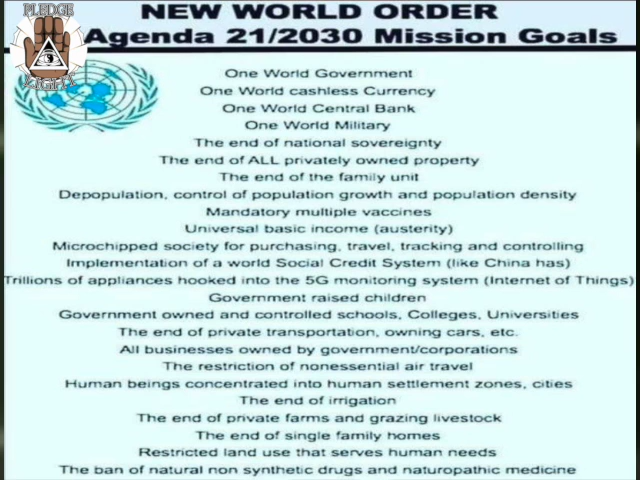 PLEDGE
NEW WORLD ORDER
Agenda 21/2030 Mission Goals
One World Government
One World cashless Currency
One World Central Bank
One World Military
The end of national sovereignty
The end of ALL privately owned property
The end of the family unit
Depopulation, control of population growth and population density
Mandatory multiple vaccines
Universal basic income (austerity)
Microchipped society for purchasing, travel, tracking and controlling
Implementation of a world Social Credit System (like China has)
Trillions of appliances hooked into the 5G monitoring system (Internet of Things)
Government raised children
Government owned and controlled schools, Colleges, Universities
The end of private transportation, owning cars, etc.
All businesses owned by government/corporations
The restriction of nonessential air travel
Human beings concentrated into human settlement zones, cities
The end of irrigation
The end of private farms and grazing livestock
The end of single family homes
Restricted land use that serves human needs
The ban of natural non synthetic drugs and naturopathic medicine